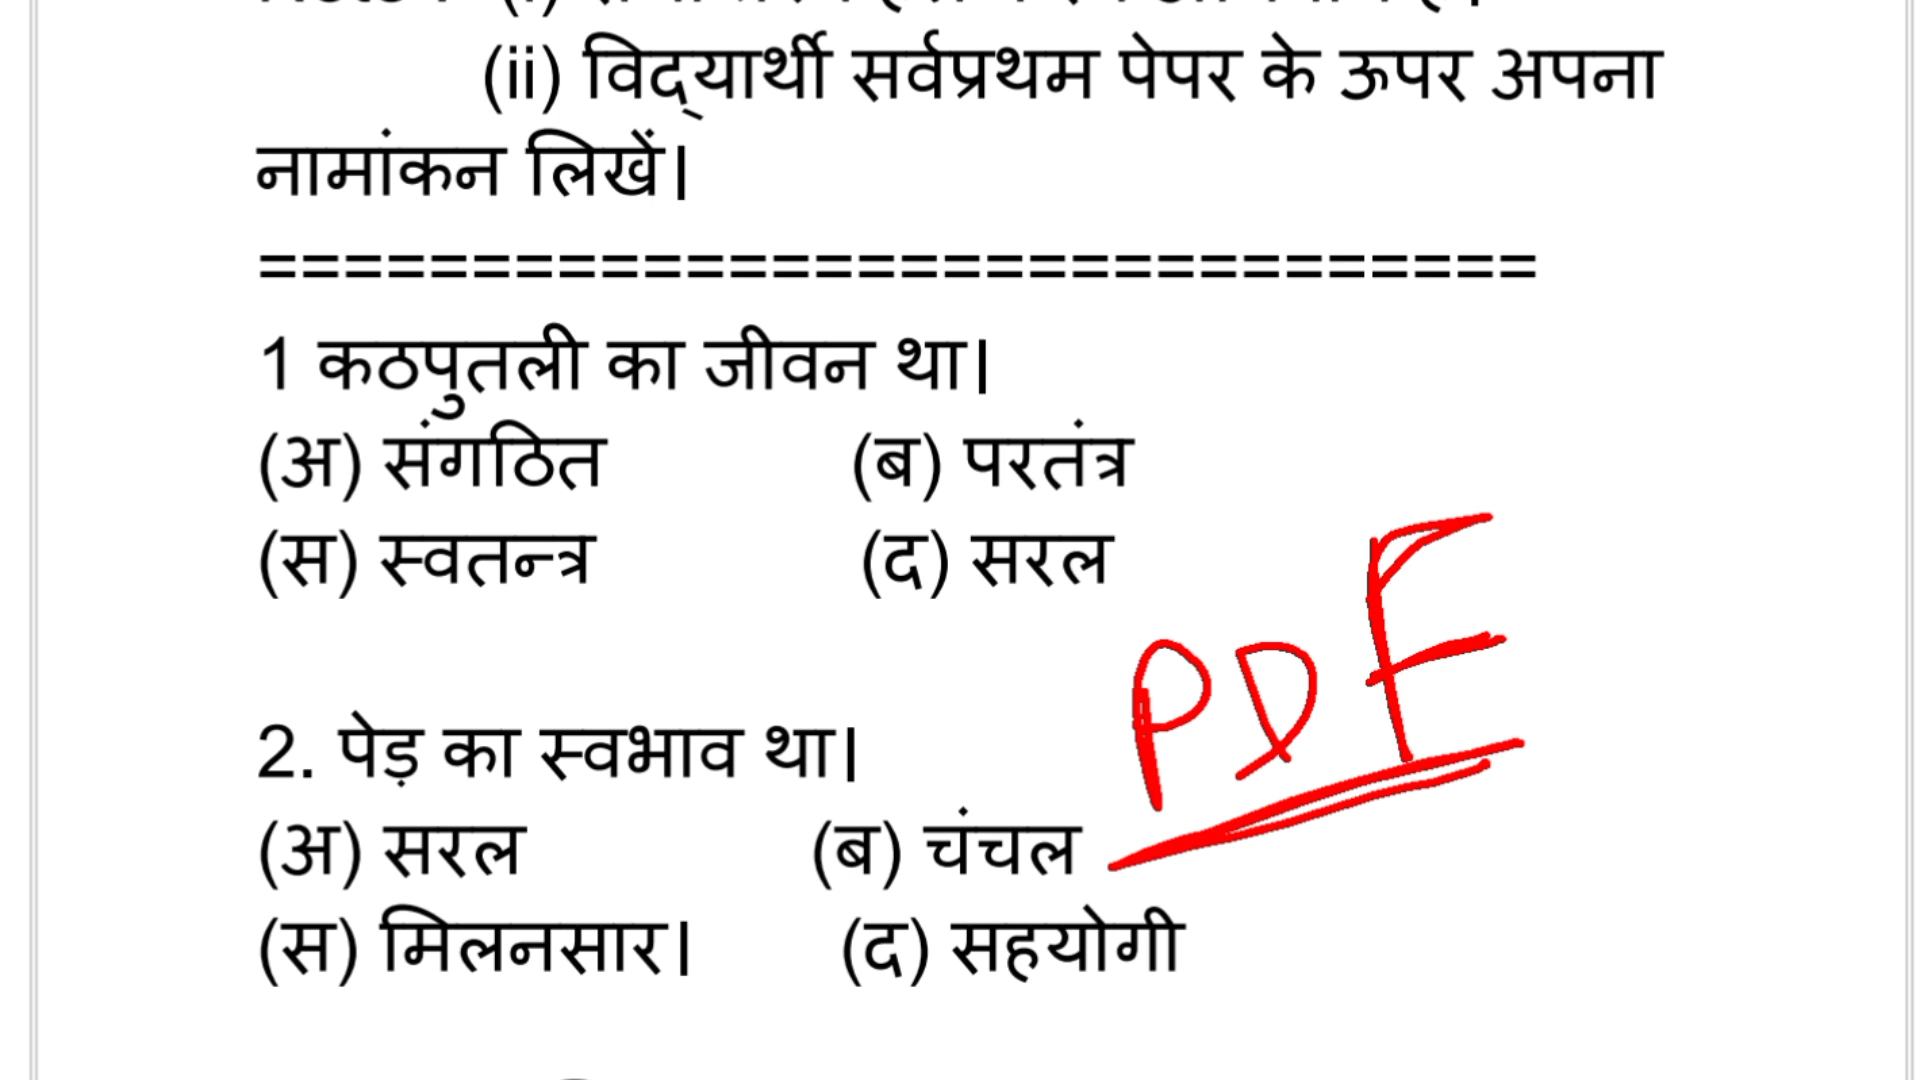 (ii) विद्यार्थी सर्वप्रथम पेपर के ऊपर अपना
नामांकन लिखें।
==============================
1 कठपुतली का जीवन था।
(अ) संगठित (ब) परतंत्र
(स) स्वतन्त्र (द) सरल
PDF
2. पेड़ का स्वभाव था।
(अ) सरल (ब) चंचल
(स) मिलनसार। (द) सहयोगी